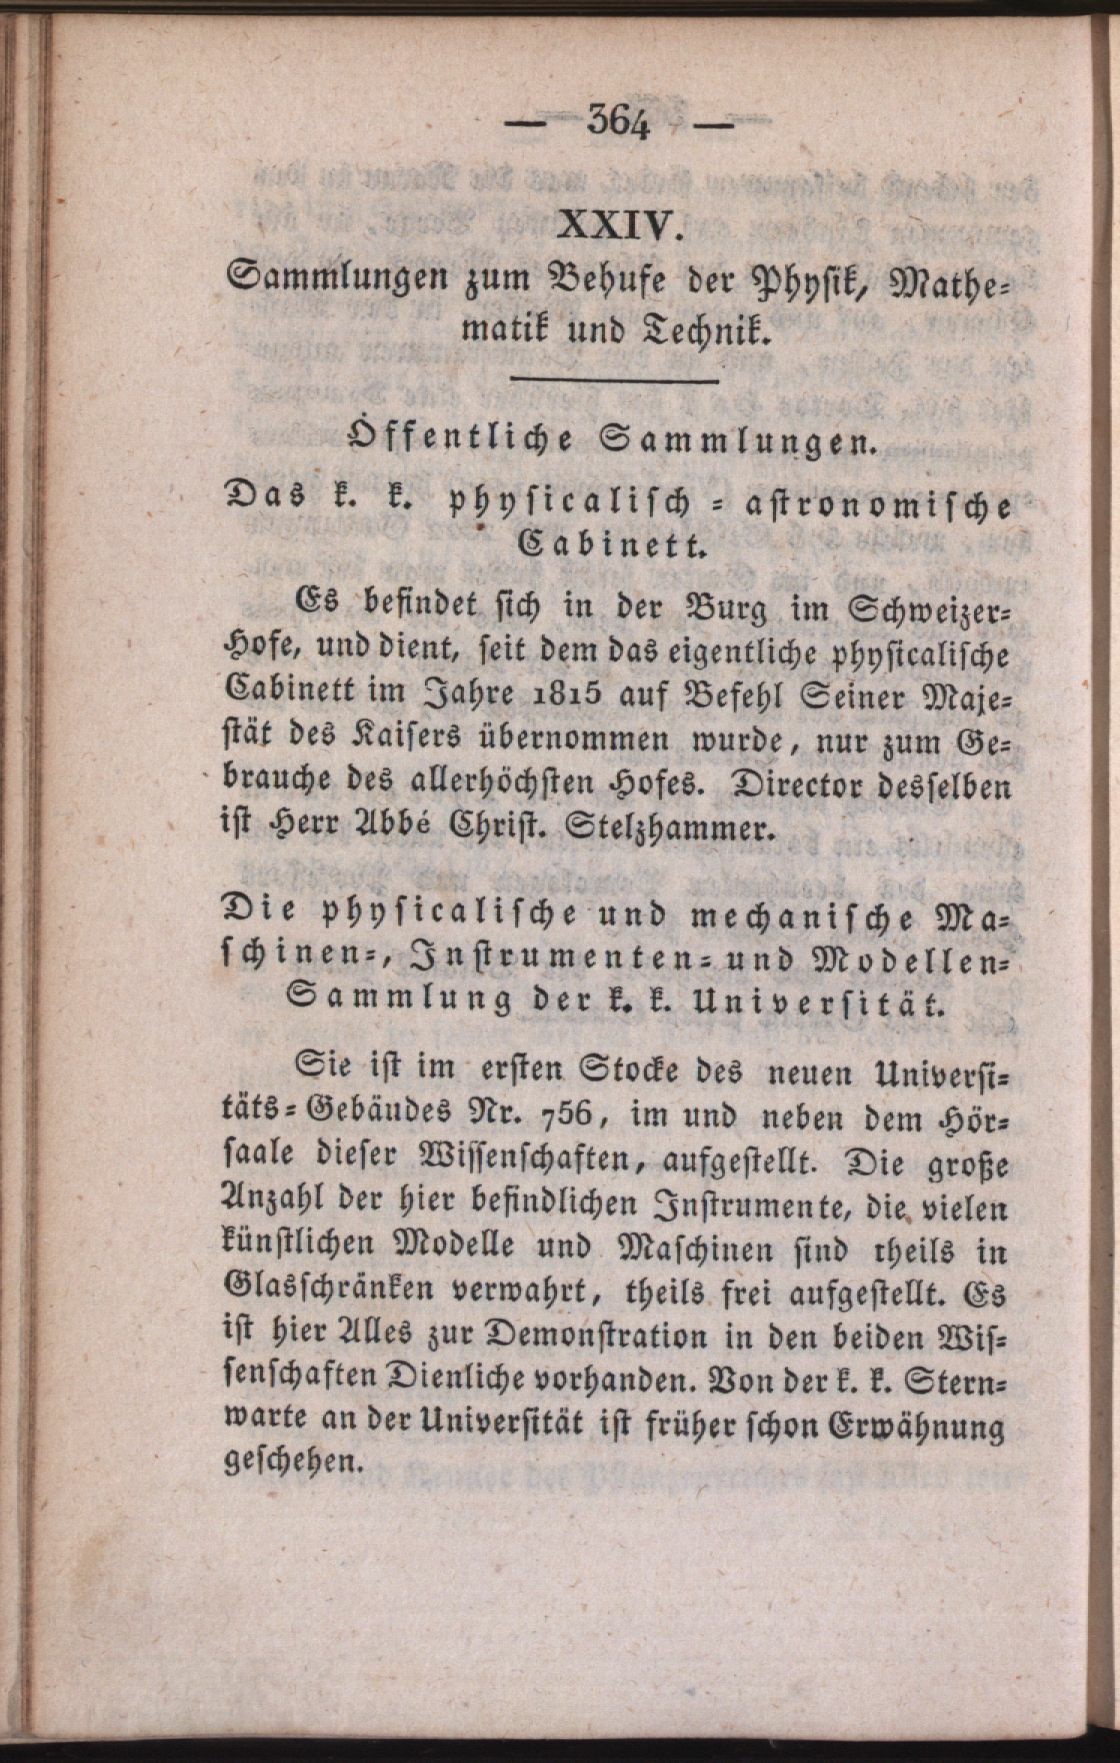 — 364 —
XXIV.
Sammlungen zum Behufe der Physik, Mathe-
matik und Technik.
Öffentliche Sammlungen.
Das k. k. physicalisch-astronomische
Cabinett.
Es befindet sich in der Burg im Schweizer-
Hofe, und dient, seit dem das eigentliche physicalische
Cabinett im Jahre 1815 auf Befehl Seiner Maje-
stät des Kaisers übernommen wurde, nur zum Ge-
brauche des allerhöchsten Hofes. Director desselben
ist Herr Abbé Christ. Stelzhammer.
Die physicalische und mechanische Ma-
schinen-, Instrumenten- und Modellen-
Sammlung der k. k. Universität.
Sie ist im ersten Stocke des neuen Universi-
täts-Gebäudes Nr. 756, im und neben dem Hör-
saale dieser Wissenschaften, aufgestellt. Die große
Anzahl der hier befindlichen Instrumente, die vielen
künstlichen Modelle und Maschinen sind theils in
Glasschränken verwahrt, theils frei aufgestellt. Es
ist hier Alles zur Demonstration in den beiden Wis-
senschaften Dienliche vorhanden. Von der k. k. Stern-
warte an der Universität ist früher schon Erwähnung
geschehen.